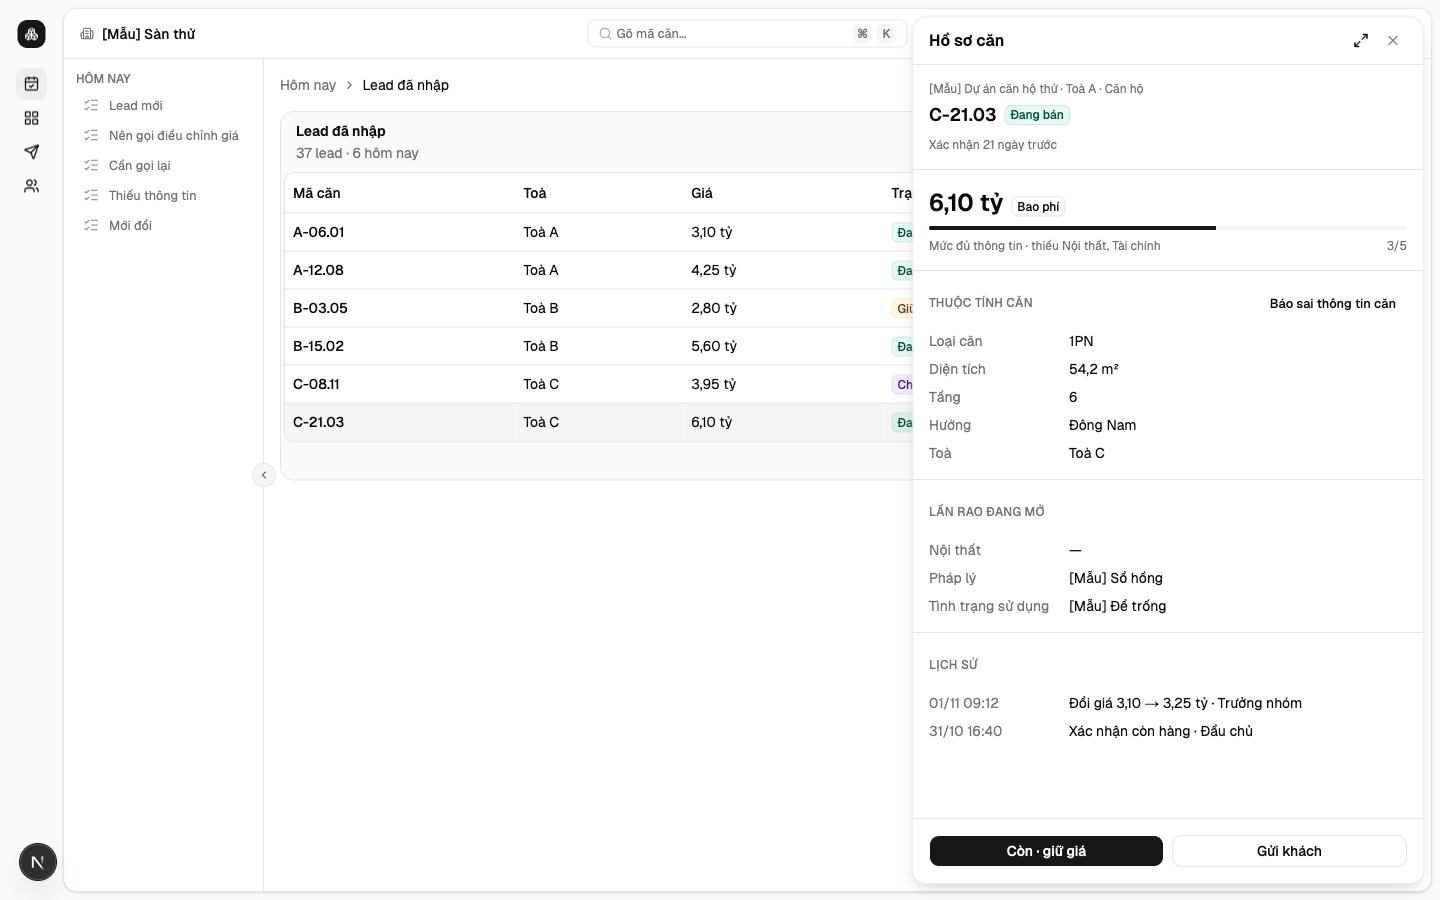 [Mẫu] Sàn thử
Gõ mã căn...
⌘ K
HÔM NAY
Lead mới
Nên gọi điều chỉnh giá
Cần gọi lại
Thiếu thông tin
Mới đổi
Hôm nay > Lead đã nhập
Lead đã nhập
37 lead · 6 hôm nay
Mã căn Toà Giá Trạ
A-06.01 Toà A 3,10 tỷ Đa
A-12.08 Toà A 4,25 tỷ Đa
B-03.05 Toà B 2,80 tỷ Giữ
B-15.02 Toà B 5,60 tỷ Đa
C-08.11 Toà C 3,95 tỷ Ch
C-21.03 Toà C 6,10 tỷ Đa
N
Hồ sơ căn
[Mẫu] Dự án căn hộ thử · Toà A · Căn hộ
C-21.03 Đang bán
Xác nhận 21 ngày trước
6,10 tỷ Bao phí
Mức đủ thông tin · thiếu Nội thất, Tài chính 3/5
THUỘC TÍNH CĂN Báo sai thông tin căn
Loại căn 1PN
Diện tích 54,2 m²
Tầng 6
Hướng Đông Nam
Toà Toà C
LẦN RAO ĐANG MỞ
Nội thất —
Pháp lý [Mẫu] Sổ hồng
Tình trạng sử dụng [Mẫu] Để trống
LỊCH SỬ
01/11 09:12 Đổi giá 3,10 → 3,25 tỷ · Trưởng nhóm
31/10 16:40 Xác nhận còn hàng · Đầu chủ
Còn · giữ giá
Gửi khách